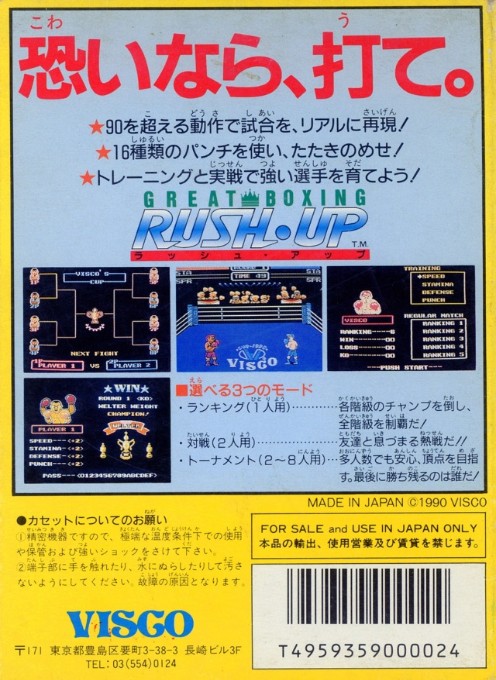 恐いなら、打て。
★90を超える動作で試合を、リアルに再現!
★16種類のパンチを使い、たたきのめせ!
★トレーニングと実戦で強い選手を育てよう!
GREAT BOXING
RUSH・UP T.M.
ラッシュ・アップ
VISCO'S
CUP
NEXT FIGHT
PLAYER 1 VS PLAYER 2
TIME 49
STA
SPR
STA
SPR
VISCO
TRAINING
SPEED
STAMINA
DEFENSE
PUNCH
VISCO
RANKING
WIN
LOSS
KO
REGULAR MATCH
RANKING 1
RANKING 2
RANKING 3
RANKING 4
RANKING 5
PUSH START
★WIN★
ROUND 1 (KO)
WELTER WEIGHT
CHAMPION!
PLAYER 1
WELTER
SPEED---(+2)
STAMINA--(+2)
DEFENSE--(+2)
PUNCH---(+2)
PASS---0123456789ABCDEF
■選べる3つのモード
・ランキング(1人用)…………各階級のチャンプを倒し、
全階級を制覇だ!
・対戦(2人用)…………友達と息づまる熱戦だ!!
・トーナメント(2〜8人用)…多人数でも安心、頂点を目指
す。最後に勝ち残るのは誰だ!
MADE IN JAPAN ©1990 VISCO
●カセットについてのお願い
①精密機器ですので、極端な温度条件下での使用
や保管および強いショックをさけて下さい。
②端子部に手を触れたり、水にぬらしたりして汚さ
ないようにしてください。故障の原因となります。
FOR SALE and USE IN JAPAN ONLY
本品の輸出、使用営業及び賃貸を禁じます。
VISCO
〒171 東京都豊島区要町3-38-3 長崎ビル3F
TEL: 03(554)0124
T4959359000024